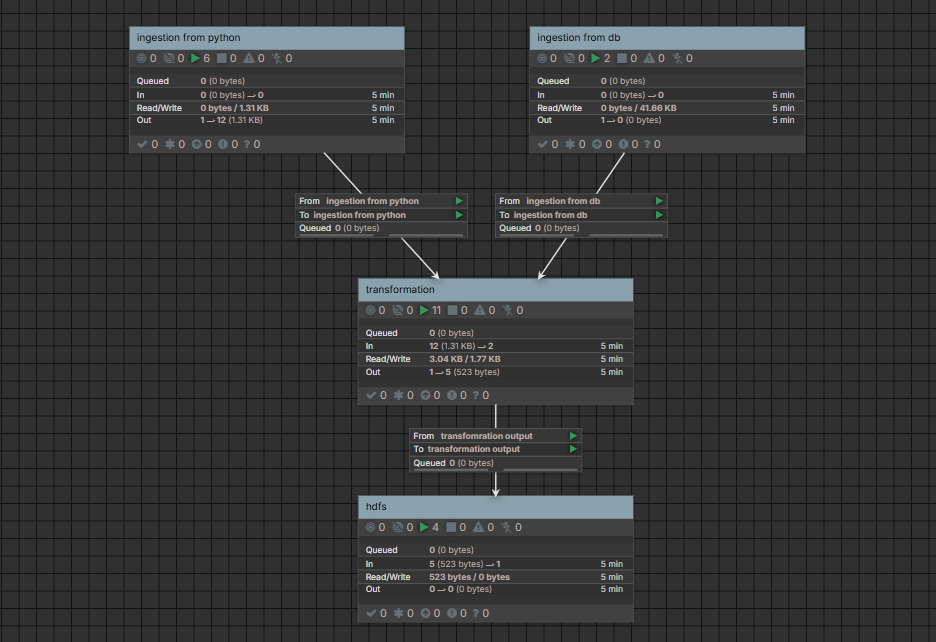 ingestion from python
0 0 6 0 0 0
Queued 0 (0 bytes)
In 0 (0 bytes) → 0 5 min
Read/Write 0 bytes / 1.31 KB 5 min
Out 1 → 12 (1.31 KB) 5 min
0 0 0 0 ? 0
ingestion from db
0 0 2 0 0 0
Queued 0 (0 bytes)
In 0 (0 bytes) → 0 5 min
Read/Write 0 bytes / 41.66 KB 5 min
Out 1 → 0 (0 bytes) 5 min
0 0 0 0 ? 0
From ingestion from python
To ingestion from python
Queued 0 (0 bytes)
From ingestion from db
To ingestion from db
Queued 0 (0 bytes)
transformation
0 0 11 0 0 0
Queued 0 (0 bytes)
In 12 (1.31 KB) → 2 5 min
Read/Write 3.04 KB / 1.77 KB 5 min
Out 1 → 5 (523 bytes) 5 min
0 0 0 0 ? 0
From transfomration output
To transformation output
Queued 0 (0 bytes)
hdfs
0 0 4 0 0 0
Queued 0 (0 bytes)
In 5 (523 bytes) → 1 5 min
Read/Write 523 bytes / 0 bytes 5 min
Out 0 → 0 (0 bytes) 5 min
0 0 0 0 ? 0